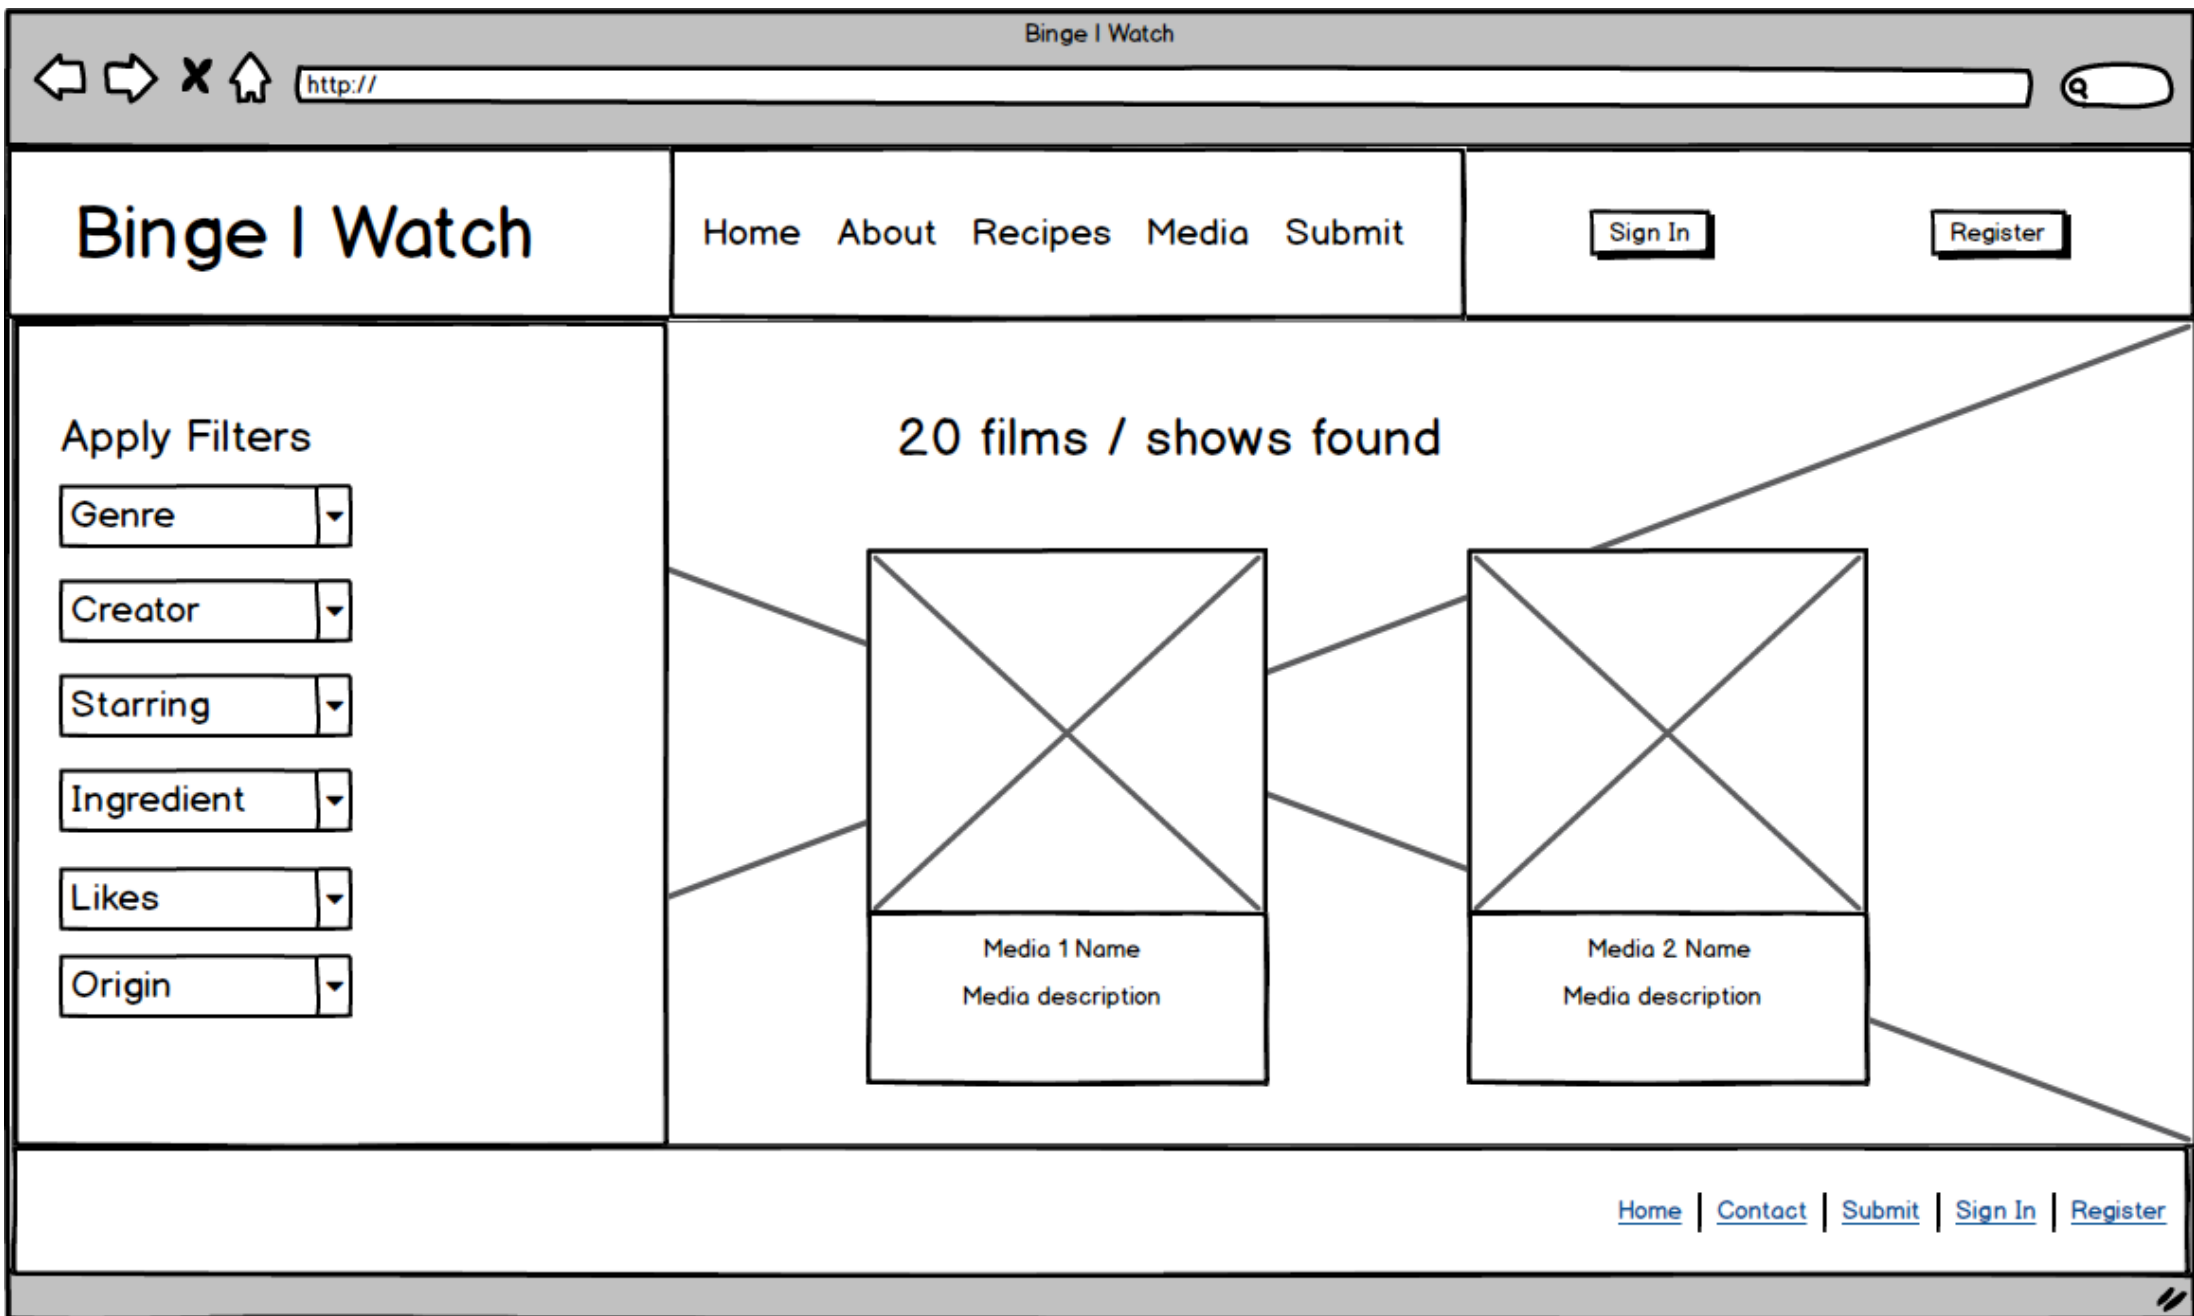 Binge | Watch
http://
Binge | Watch
Home About Recipes Media Submit
Sign In
Register
Apply Filters
Genre
Creator
Starring
Ingredient
Likes
Origin
20 films / shows found
Media 1 Name
Media description
Media 2 Name
Media description
Home | Contact | Submit | Sign In | Register